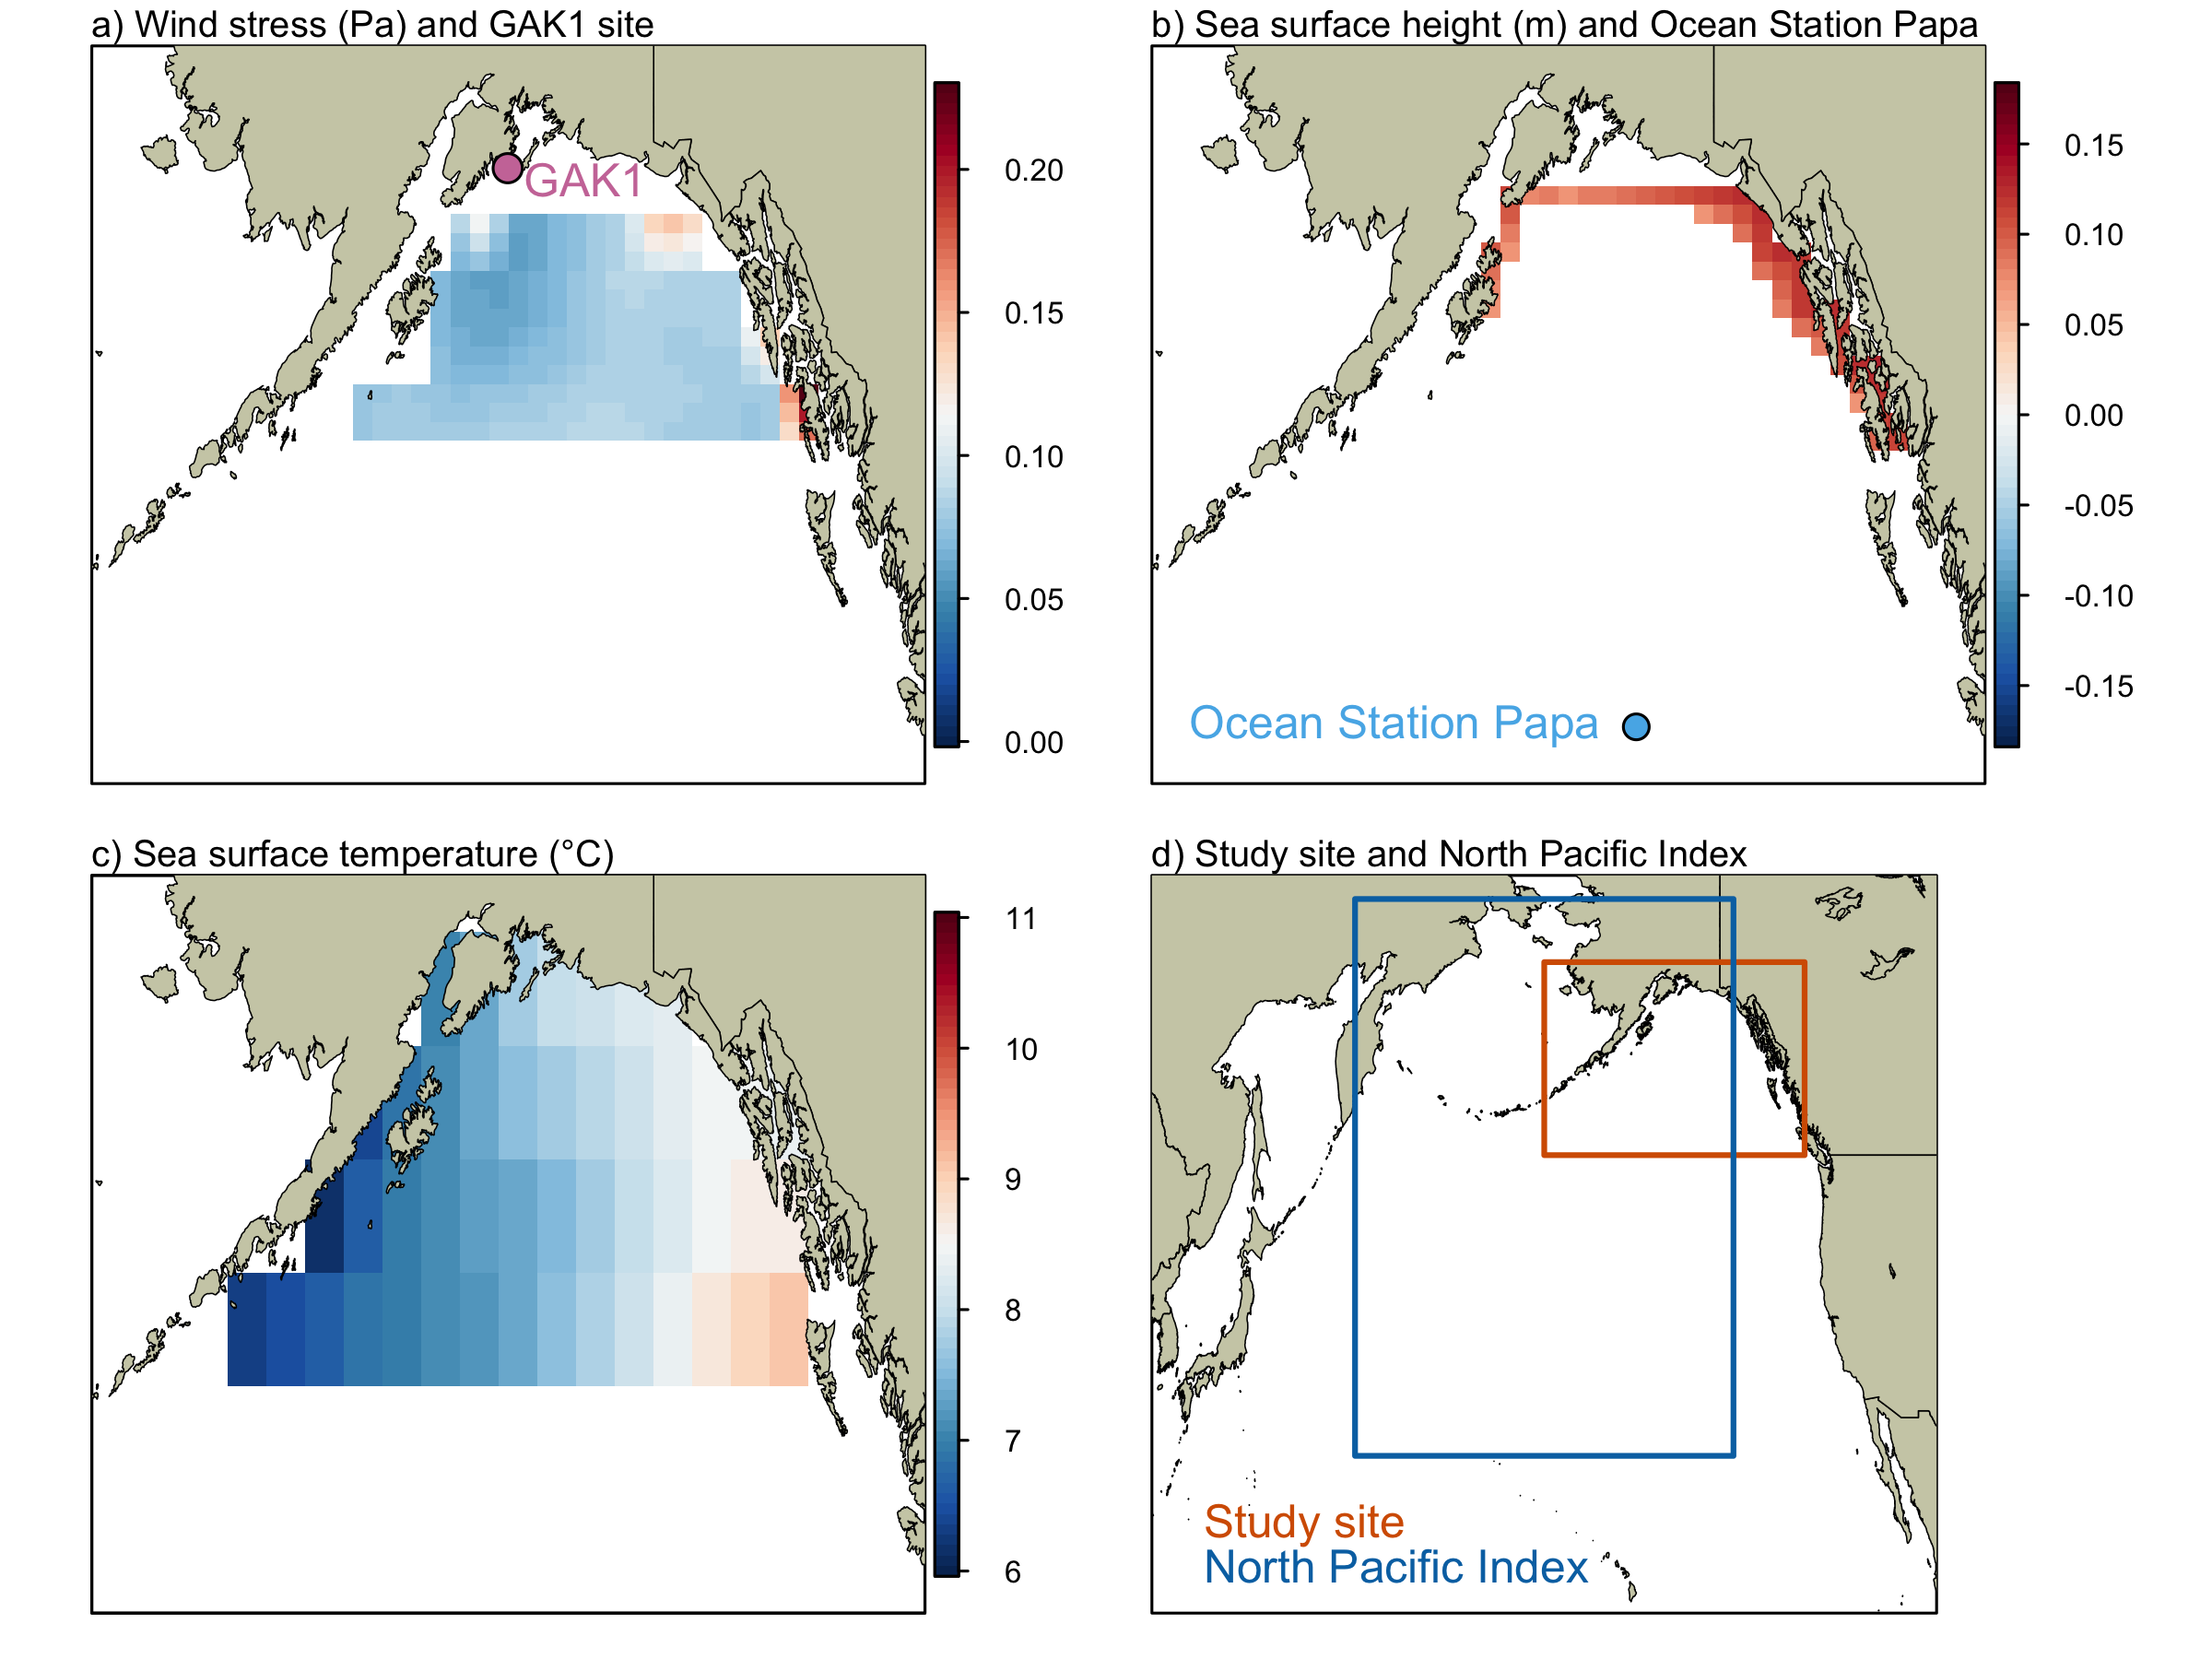 a) Wind stress (Pa) and GAK1 site
GAK1
0.20
0.15
0.10
0.05
0.00
b) Sea surface height (m) and Ocean Station Papa
Ocean Station Papa
0.15
0.10
0.05
0.00
-0.05
-0.10
-0.15
c) Sea surface temperature (°C)
11
10
9
8
7
6
d) Study site and North Pacific Index
Study site
North Pacific Index